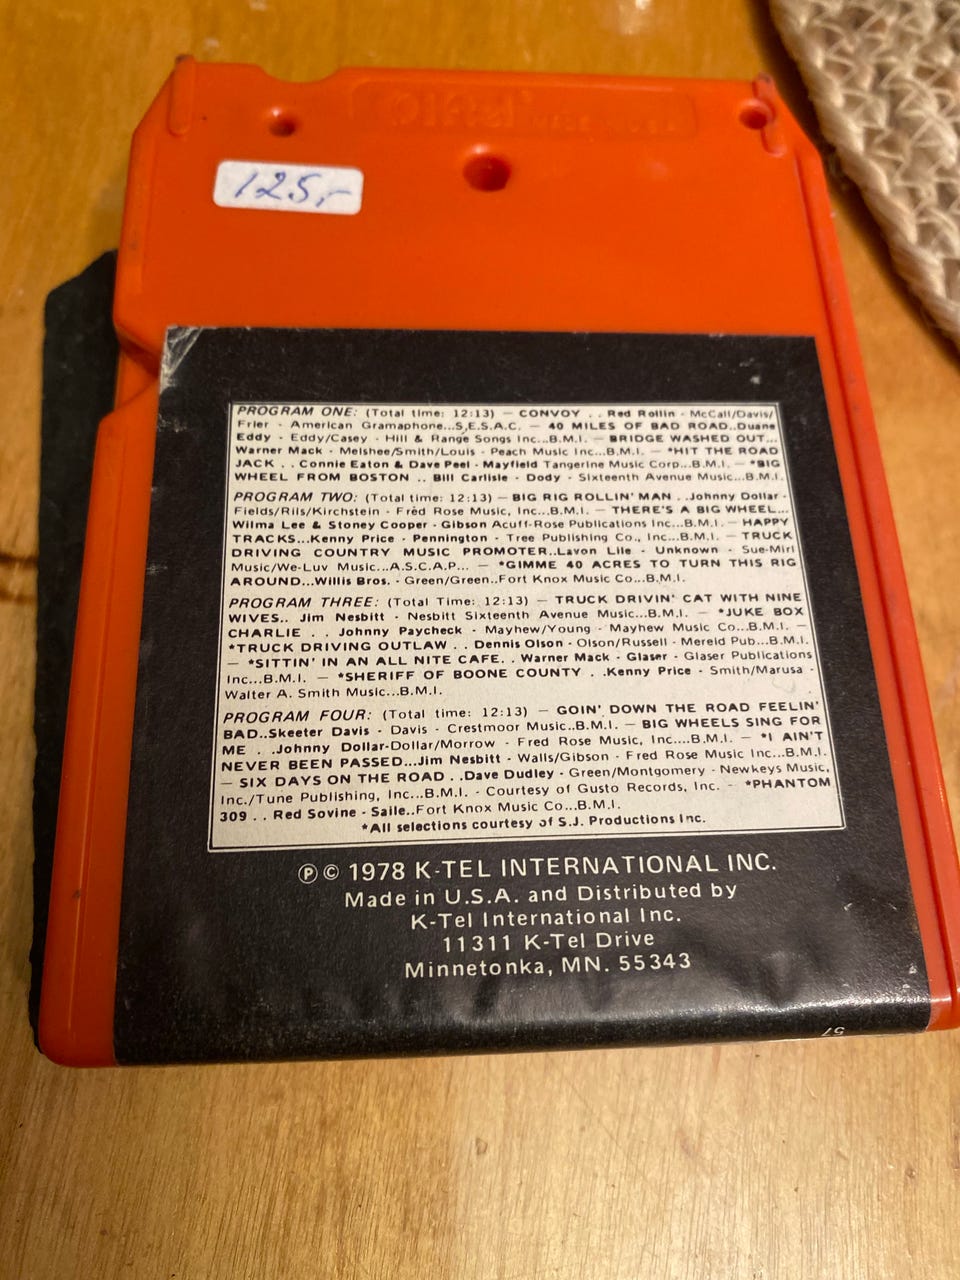 K-tel
MADE IN USA
125,-
PROGRAM ONE: (Total time: 12:13) — CONVOY . . Red Rollin - McCall/Davis/
Frier - American Gramaphone...S.E.S.A.C. — 40 MILES OF BAD ROAD..Duane
Eddy - Eddy/Casey - Hill & Range Songs Inc...B.M.I. — BRIDGE WASHED OUT...
Warner Mack - Melshee/Smith/Louis - Peach Music Inc...B.M.I. — *HIT THE ROAD
JACK . . Connie Eaton & Dave Peel - Mayfield Tangerine Music Corp...B.M.I. — *BIG
WHEEL FROM BOSTON .. Bill Carlisle - Dody - Sixteenth Avenue Music...B.M.I.
PROGRAM TWO: (Total time: 12:13) — BIG RIG ROLLIN' MAN . .Johnny Dollar -
Fields/Rils/Kirchstein - Fred Rose Music, Inc...B.M.I. — THERE'S A BIG WHEEL...
Wilma Lee & Stoney Cooper - Gibson Acuff-Rose Publications Inc...B.M.I. — HAPPY
TRACKS...Kenny Price - Pennington - Tree Publishing Co., Inc...B.M.I. — TRUCK
DRIVING COUNTRY MUSIC PROMOTER..Lavon Lile - Unknown - Sue-Mirl
Music/We-Luv Music...A.S.C.A.P... — *GIMME 40 ACRES TO TURN THIS RIG
AROUND...Willis Bros. - Green/Green..Fort Knox Music Co...B.M.I.
PROGRAM THREE: (Total Time: 12:13) — TRUCK DRIVIN' CAT WITH NINE
WIVES.. Jim Nesbitt - Nesbitt Sixteenth Avenue Music...B.M.I. — *JUKE BOX
CHARLIE . . Johnny Paycheck - Mayhew/Young - Mayhew Music Co...B.M.I. —
*TRUCK DRIVING OUTLAW . . Dennis Olson - Olson/Russell - Mereld Pub...B.M.I.
— *SITTIN' IN AN ALL NITE CAFE. . Warner Mack - Glaser - Glaser Publications
Inc...B.M.I. — *SHERIFF OF BOONE COUNTY . .Kenny Price - Smith/Marusa -
Walter A. Smith Music...B.M.I.
PROGRAM FOUR: (Total time: 12:13) — GOIN' DOWN THE ROAD FEELIN'
BAD..Skeeter Davis - Davis - Crestmoor Music..B.M.I. — BIG WHEELS SING FOR
ME . .Johnny Dollar-Dollar/Morrow - Fred Rose Music, Inc....B.M.I. — *I AIN'T
NEVER BEEN PASSED...Jim Nesbitt - Walls/Gibson - Fred Rose Music Inc...B.M.I.
— SIX DAYS ON THE ROAD . .Dave Dudley - Green/Montgomery - Newkeys Music,
Inc./Tune Publishing, Inc...B.M.I. - Courtesy of Gusto Records, Inc. — *PHANTOM
309 . . Red Sovine - Saile..Fort Knox Music Co...B.M.I.
*All selections courtesy of S.J. Productions Inc.
℗ © 1978 K-TEL INTERNATIONAL INC.
Made in U.S.A. and Distributed by
K-Tel International Inc.
11311 K-Tel Drive
Minnetonka, MN. 55343
57